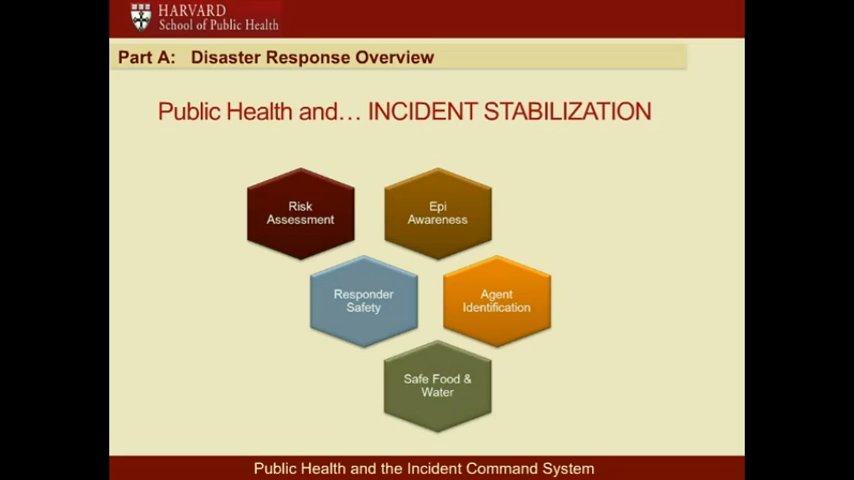 HARVARD
School of Public Health
Part A: Disaster Response Overview
Public Health and… INCIDENT STABILIZATION
Risk
Assessment
Epi
Awareness
Responder
Safety
Agent
Identification
Safe Food &
Water
Public Health and the Incident Command System